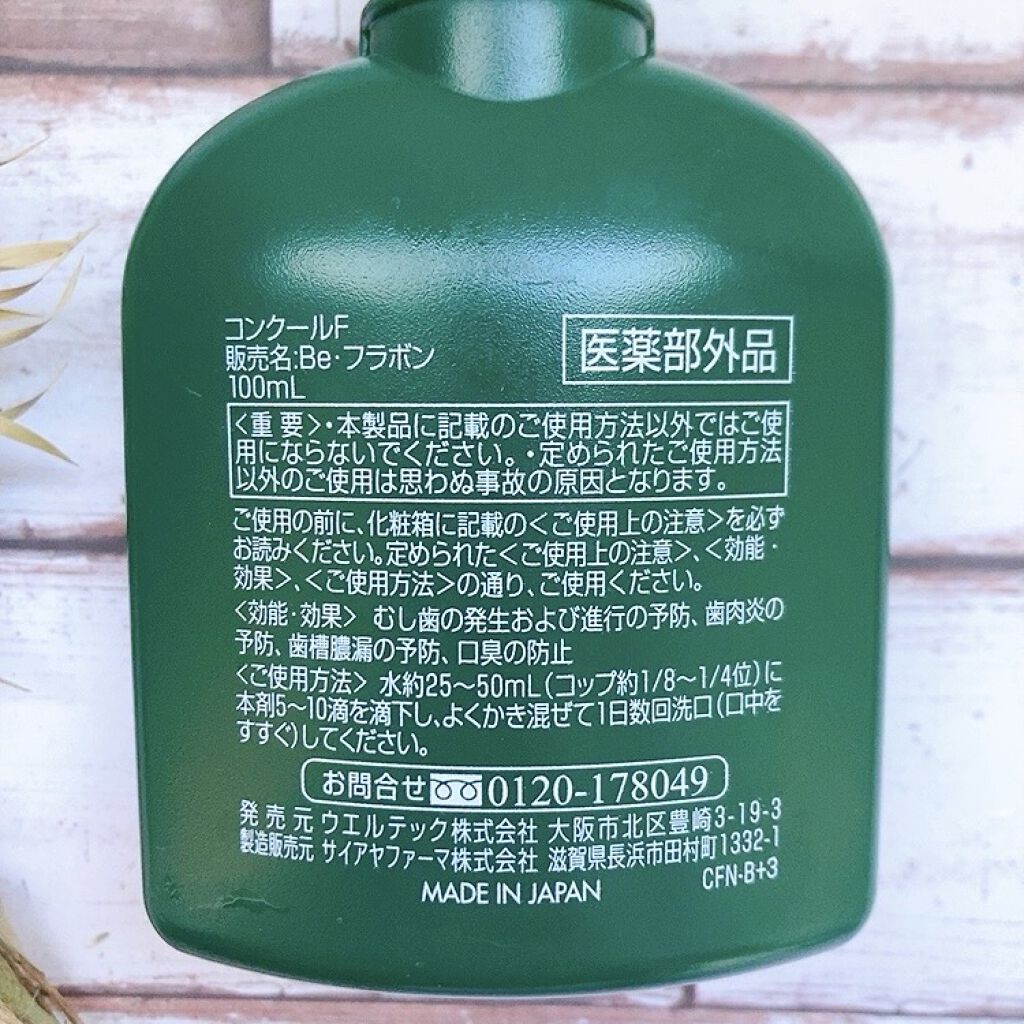 コンクールF
販売名:Be・フラボン
100mL
医薬部外品
〈重要〉・本製品に記載のご使用方法以外ではご使
用にならないでください。・定められたご使用方法
以外のご使用は思わぬ事故の原因となります。
ご使用の前に、化粧箱に記載の〈ご使用上の注意〉を必ず
お読みください。定められた〈ご使用上の注意〉、〈効能・
効果〉、〈ご使用方法〉の通り、ご使用ください。
〈効能・効果〉 むし歯の発生および進行の予防、歯肉炎の
予防、歯槽膿漏の予防、口臭の防止
〈ご使用方法〉 水約25〜50mL(コップ約1/8〜1/4位)に
本剤5〜10滴を滴下し、よくかき混ぜて1日数回洗口(口中を
すすぐ)してください。
お問合せ 0120-178049
発売元 ウエルテック株式会社 大阪市北区豊崎3-19-3
製造販売元 サイアヤファーマ株式会社 滋賀県長浜市田村町1332-1
CFN-B+3
MADE IN JAPAN